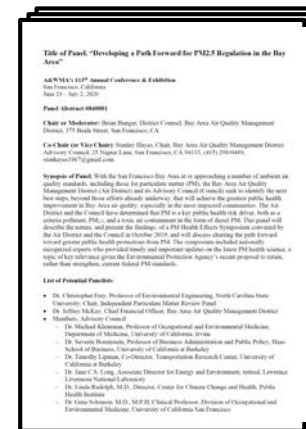 Title of Panel. "Developing a Path Forward for PM2.5 Regulation in the Bay
Area"
A&WMA's 113th Annual Conference & Exhibition
San Francisco, California
June 29 – July 2, 2020
Panel Abstract #840001
Chair or Moderator: Brian Bunger, District Counsel, Bay Area Air Quality Management
District, 375 Beale Street, San Francisco, CA
Co-Chair (or Vice Chair): Stanley Hayes, Chair, Bay Area Air Quality Management District
Advisory Council, 25 Napier Lane, San Francisco, CA 94133,
Synopsis of Panel. With the San Francisco Bay Area at or approaching a number of ambient air
quality standards, including those for particulate matter (PM), the Bay Area Air Quality
Management District (Air District) and its Advisory Council (Council) seek to identify the next
best steps, beyond those efforts already underway, that will achieve the greatest public health
improvement in Bay Area air quality, especially in the most impacted communities. The Air
District and the Council have determined that PM is a key public health risk driver, both as a
criteria pollutant, PM2.5, and a toxic air contaminant in the form of diesel PM. This panel will
describe the nature, and present the findings, of a PM Health Effects Symposium convened by
the Air District and the Council in October 2019, and will discuss charting the path forward
toward greater public health protections from PM. The symposium included nationally
recognized experts who provided timely and important updates on the latest PM health science, a
topic of key relevance given the Environmental Protection Agency's recent proposal to retain,
rather than strengthen, current federal PM standards.
List of Potential Panelists
• Dr. Christopher Frey, Professor of Environmental Engineering, North Carolina State
University; Chair, Independent Particulate Matter Review Panel
• Dr. Jeffrey McKay, Chief Financial Officer, Bay Area Air Quality Management District
• Members, Advisory Council
– Dr. Michael Kleinman, Professor of Occupational and Environmental Medicine,
Department of Medicine, University of California, Irvine
– Dr. Severin Borenstein, Professor of Business Administration and Public Policy, Haas
School of Business, University of California at Berkeley
– Dr. Timothy Lipman, Co-Director, Transportation Research Center, University of
California at Berkeley
– Dr. Jane C.S. Long, Associate Director for Energy and Environment, retired, Lawrence
Livermore National Laboratory
– Dr. Linda Rudolph, M.D., Director, Center for Climate Change and Health, Public
Health Institute
– Dr. Gina Solomon, M.D., M.P.H, Clinical Professor, Division of Occupational and
Environmental Medicine, University of California San Francisco